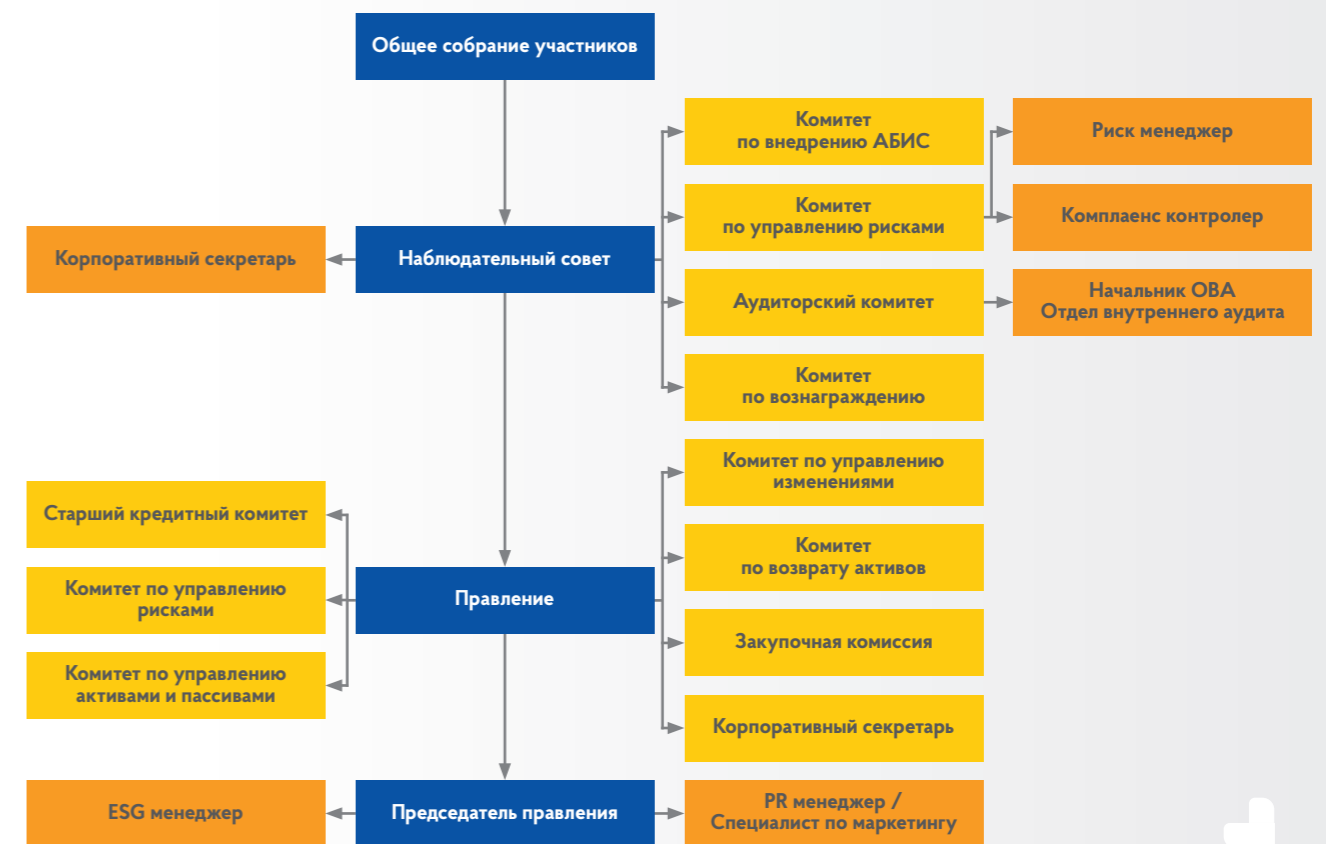 Общее собрание участников
Комитет
по внедрению АБИС
Риск менеджер
Комитет
по управлению рисками
Комплаенс контролер
Корпоративный секретарь
Наблюдательный совет
Аудиторский комитет
Начальник ОВА
Отдел внутреннего аудита
Комитет
по вознаграждению
Комитет по управлению
изменениями
Старший кредитный комитет
Комитет
по возврату активов
Комитет по управлению
рисками
Правление
Закупочная комиссия
Комитет по управлению
активами и пассивами
Корпоративный секретарь
ESG менеджер
Председатель правления
PR менеджер /
Специалист по маркетингу